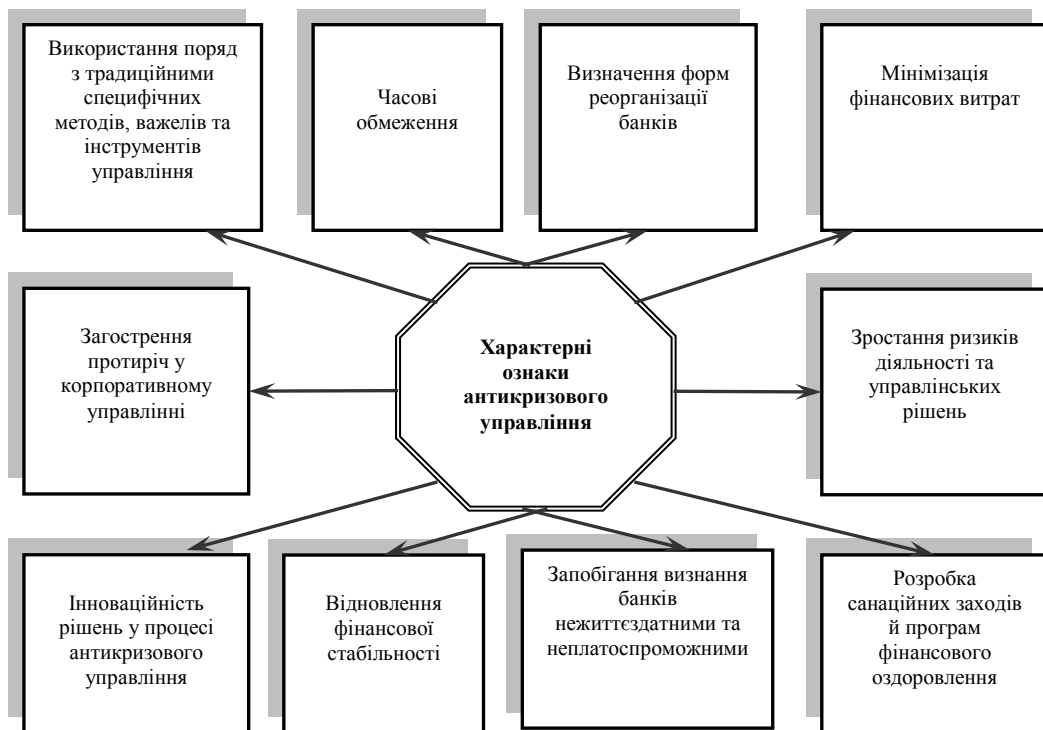 Використання поряд
з традиційними
специфічних
методів, важелів та
інструментів
управління
Часові
обмеження
Визначення форм
реорганізації
банків
Мінімізація
фінансових витрат
Загострення
протиріч у
корпоративному
управлінні
Характерні
ознаки
антикризового
управління
Зростання ризиків
діяльності та
управлінських
рішень
Інноваційність
рішень у процесі
антикризового
управління
Відновлення
фінансової
стабільності
Запобігання визнання
банків
нежиттєздатними та
неплатоспроможними
Розробка
санаційних заходів
й програм
фінансового
оздоровлення